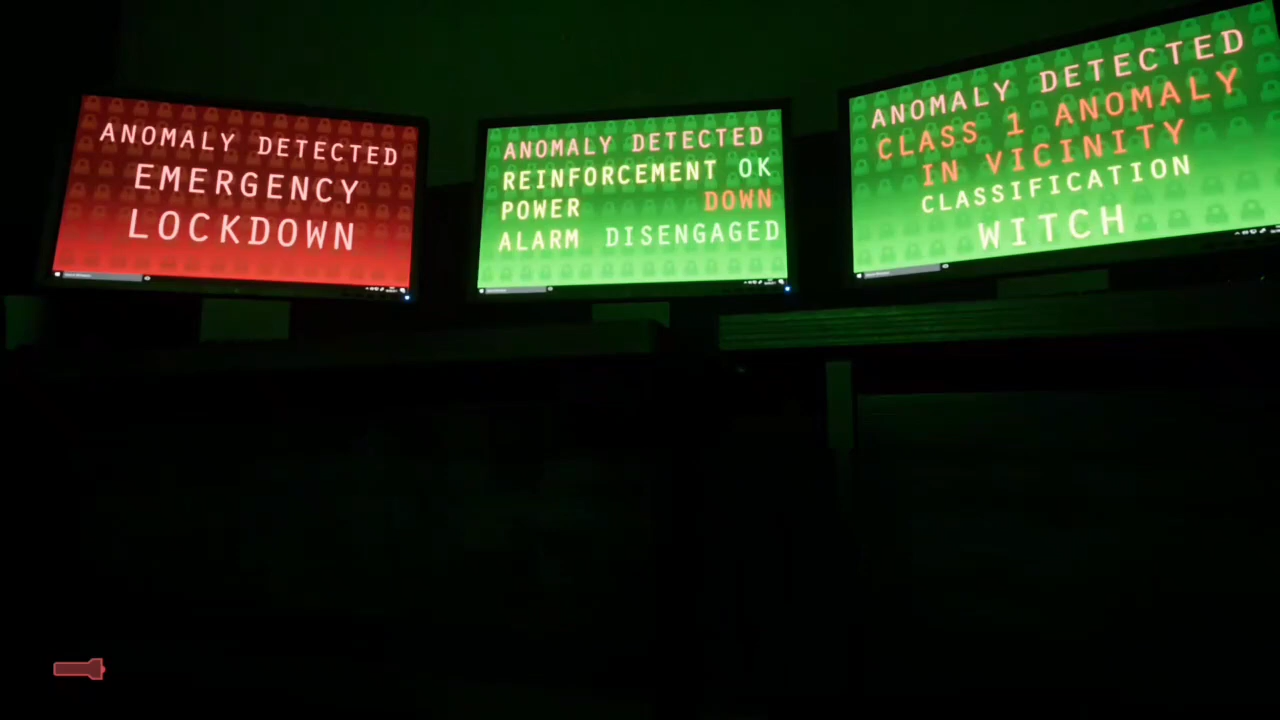 ANOMALY DETECTED
EMERGENCY
LOCKDOWN
ANOMALY DETECTED
REINFORCEMENT OK
POWER DOWN
ALARM DISENGAGED
ANOMALY DETECTED
CLASS 1 ANOMALY
IN VICINITY
CLASSIFICATION
WITCH